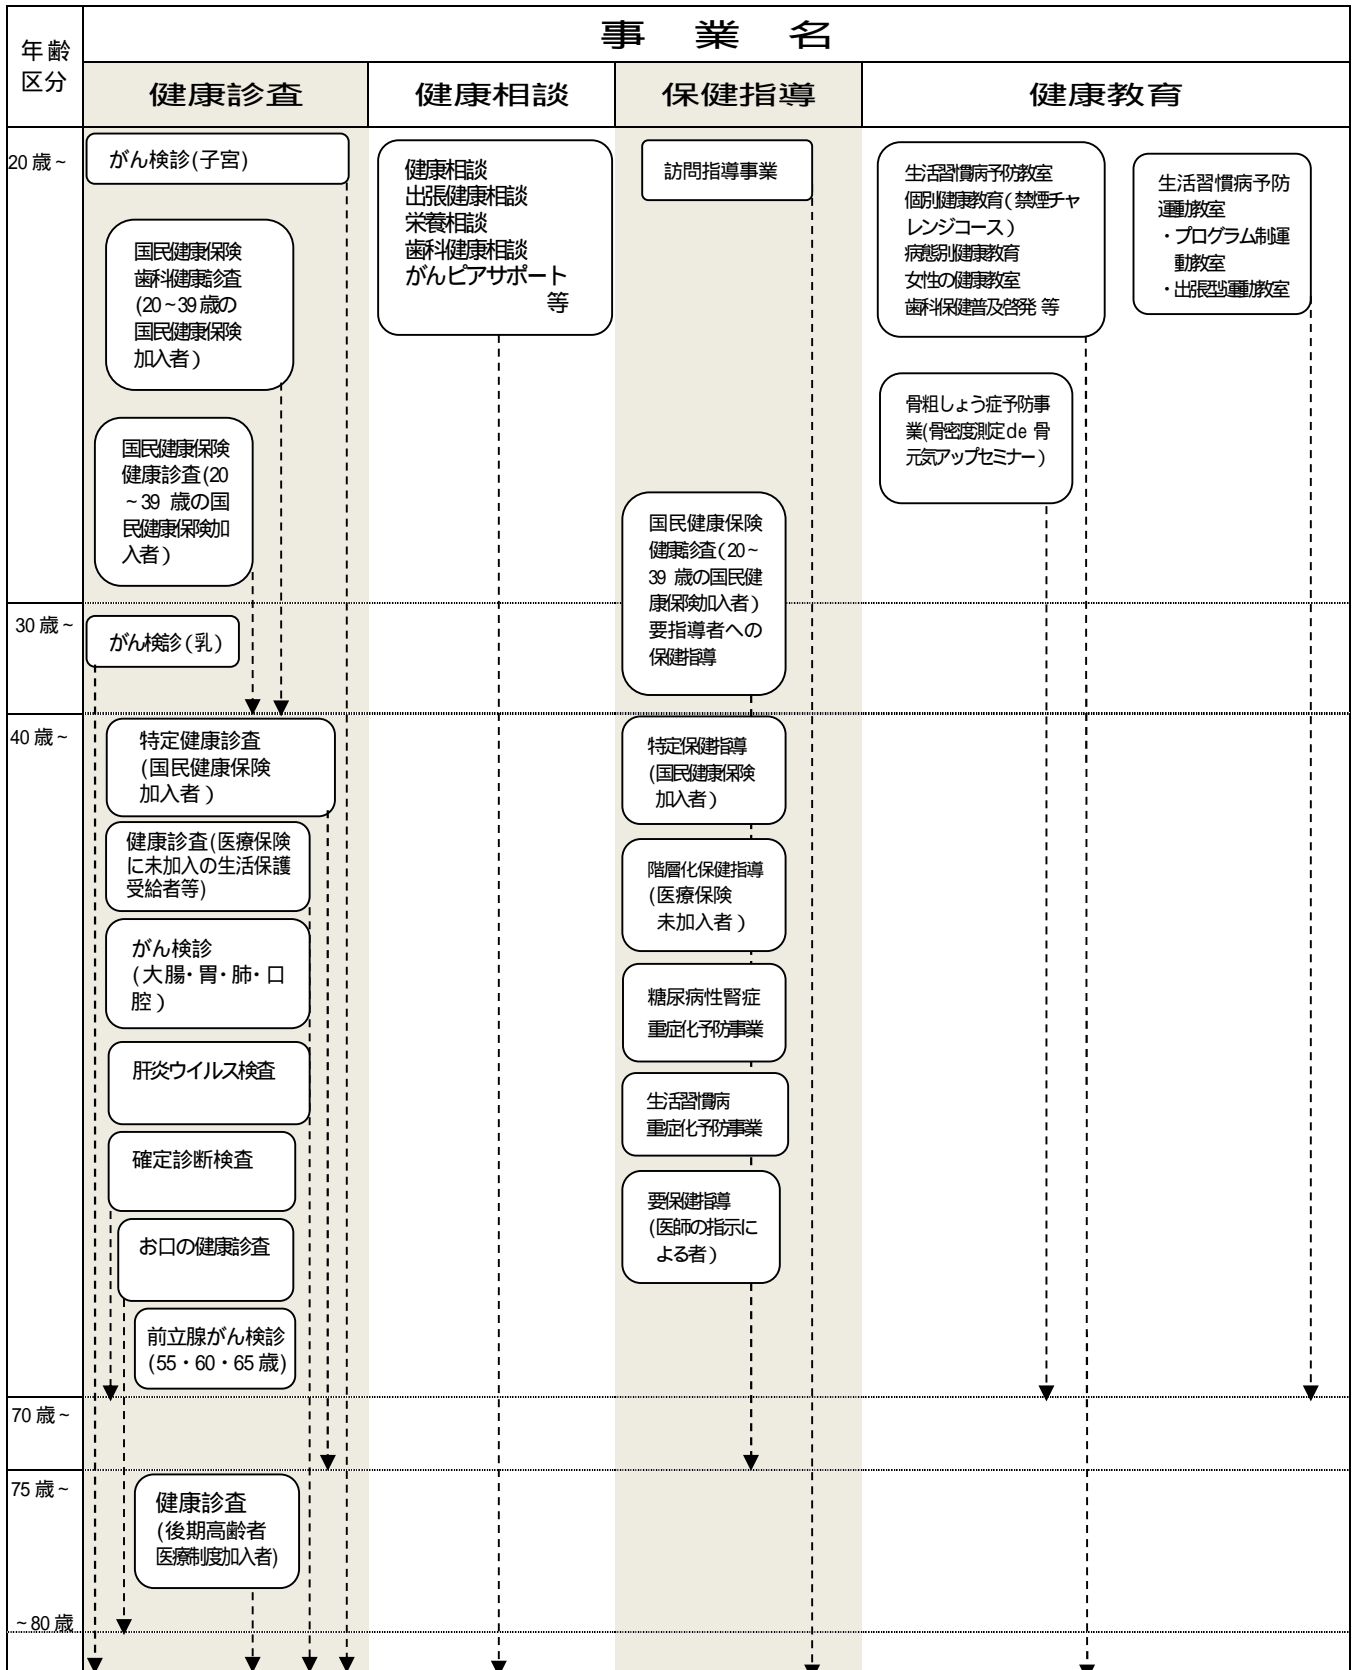 事 業 名
年齢
区分
健康診査
健康相談
保健指導
健康教育
20歳~
がん検診(子宮)
国民健康保険
歯科健康診査
(20~39歳の
国民健康保険
加入者)
国民健康保険
健康診査(20
~39 歳の国
民健康保険加
入者)
健康相談
出張健康相談
栄養相談
歯科健康相談
がんピアサポート
等
訪問指導事業
国民健康保険
健康診査(20~
39 歳の国民健
康保険加入者)
要指導者への
保健指導
生活習慣病予防教室
個別健康教育(禁煙チャ
レンジコース)
病態別健康教育
女性の健康教室
歯科保健普及啓発 等
生活習慣病予防
運動教室
・プログラム制運
動教室
・出張型運動教室
骨粗しょう症予防事
業(骨密度測定de 骨
元気アップセミナー)
30歳~
がん検診(乳)
40歳~
特定健康診査
(国民健康保険
加入者)
健康診査(医療保険
に未加入の生活保護
受給者等)
がん検診
(大腸・胃・肺・口
腔)
肝炎ウイルス検査
確定診断検査
お口の健康診査
前立腺がん検診
(55・60・65歳)
特定保健指導
(国民健康保険
加入者)
階層化保健指導
(医療保険
未加入者)
糖尿病性腎症
重症化予防事業
生活習慣病
重症化予防事業
要保健指導
(医師の指示に
よる者)
70歳~
75歳~
健康診査
(後期高齢者
医療制度加入者)
~80歳